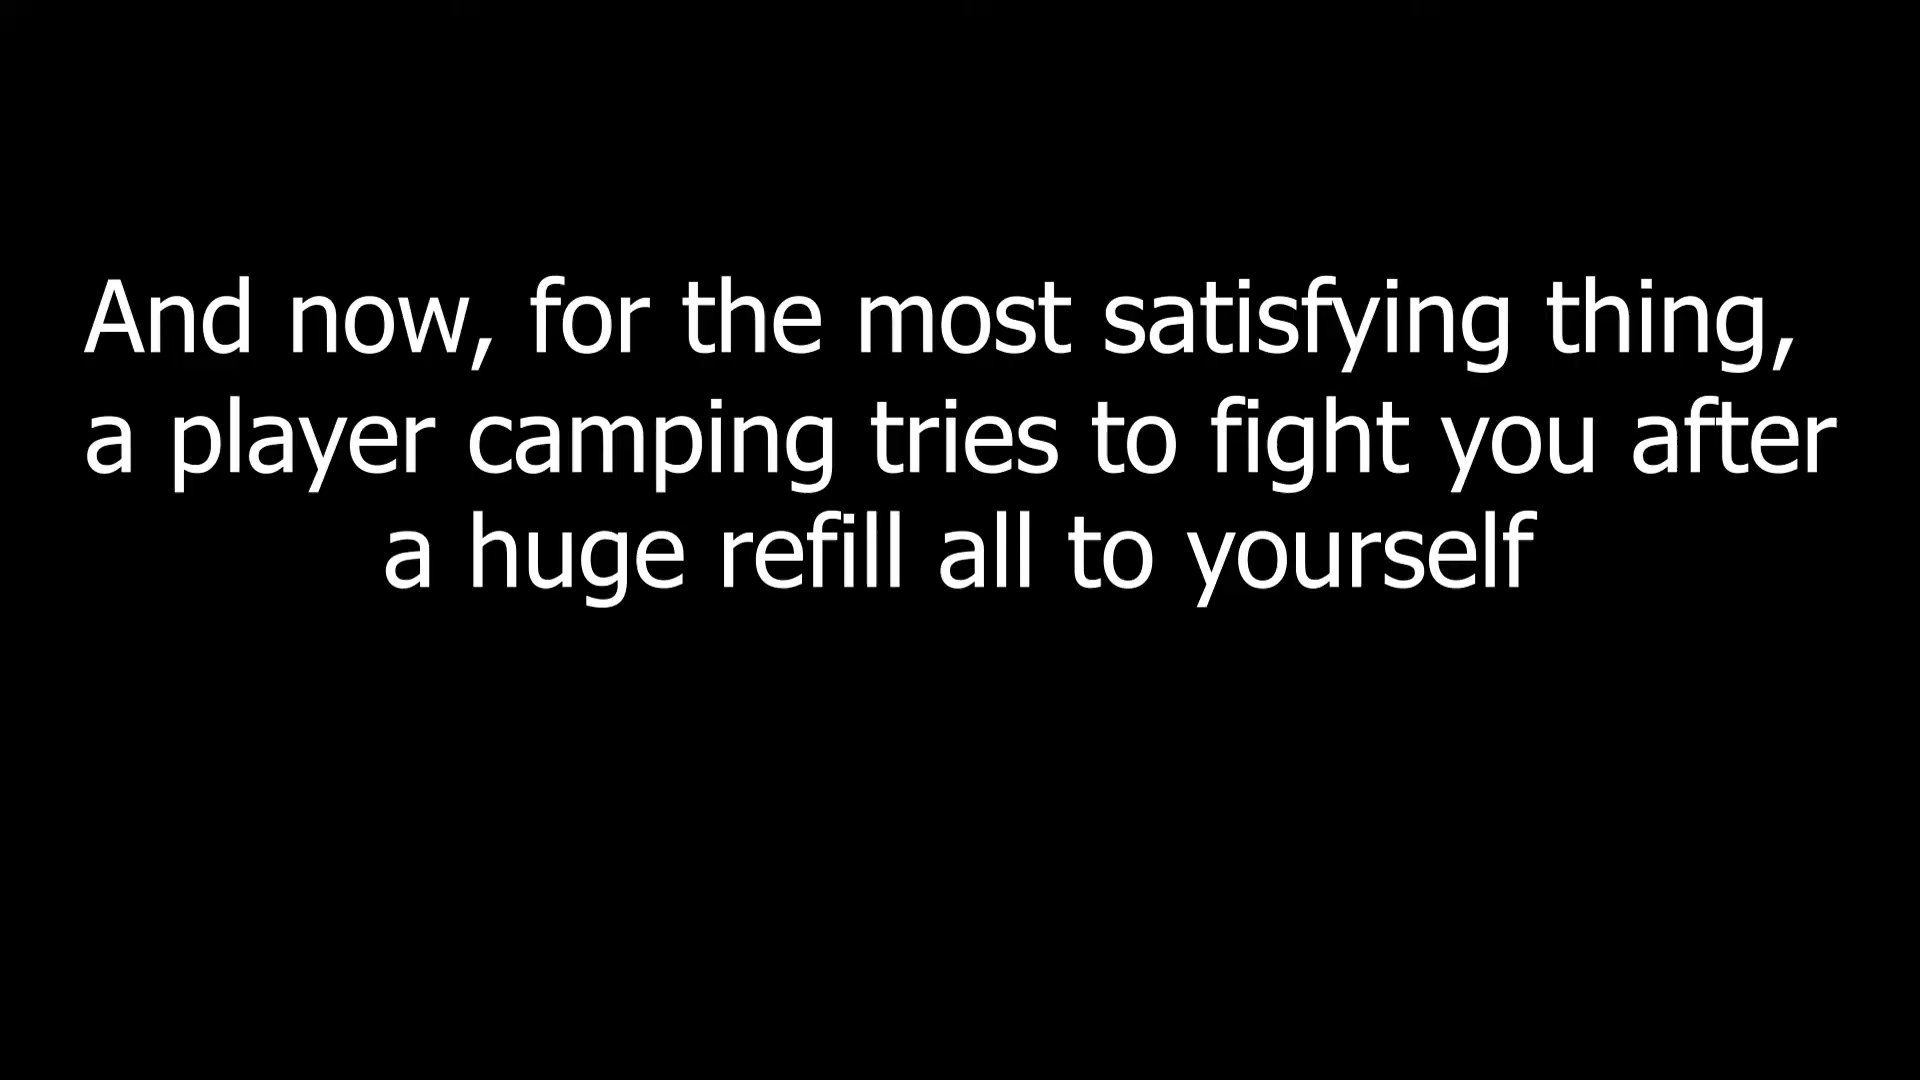 And now, for the most satisfying thing,
a player camping tries to fight you after
a huge refill all to yourself